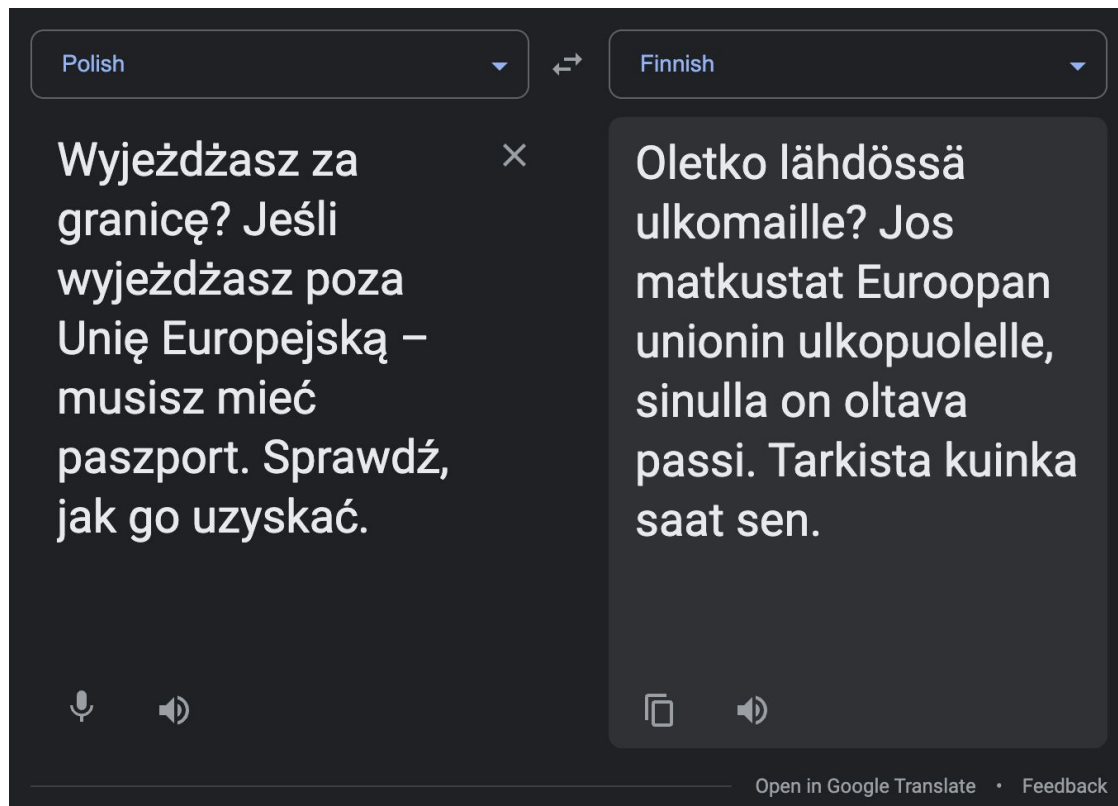 Polish
Finnish
Wyjeżdżasz za
granicę? Jeśli
wyjeżdżasz poza
Unię Europejską –
musisz mieć
paszport. Sprawdź,
jak go uzyskać.
Oletko lähdössä
ulkomaille? Jos
matkustat Euroopan
unionin ulkopuolelle,
sinulla on oltava
passi. Tarkista kuinka
saat sen.
Open in Google Translate • Feedback